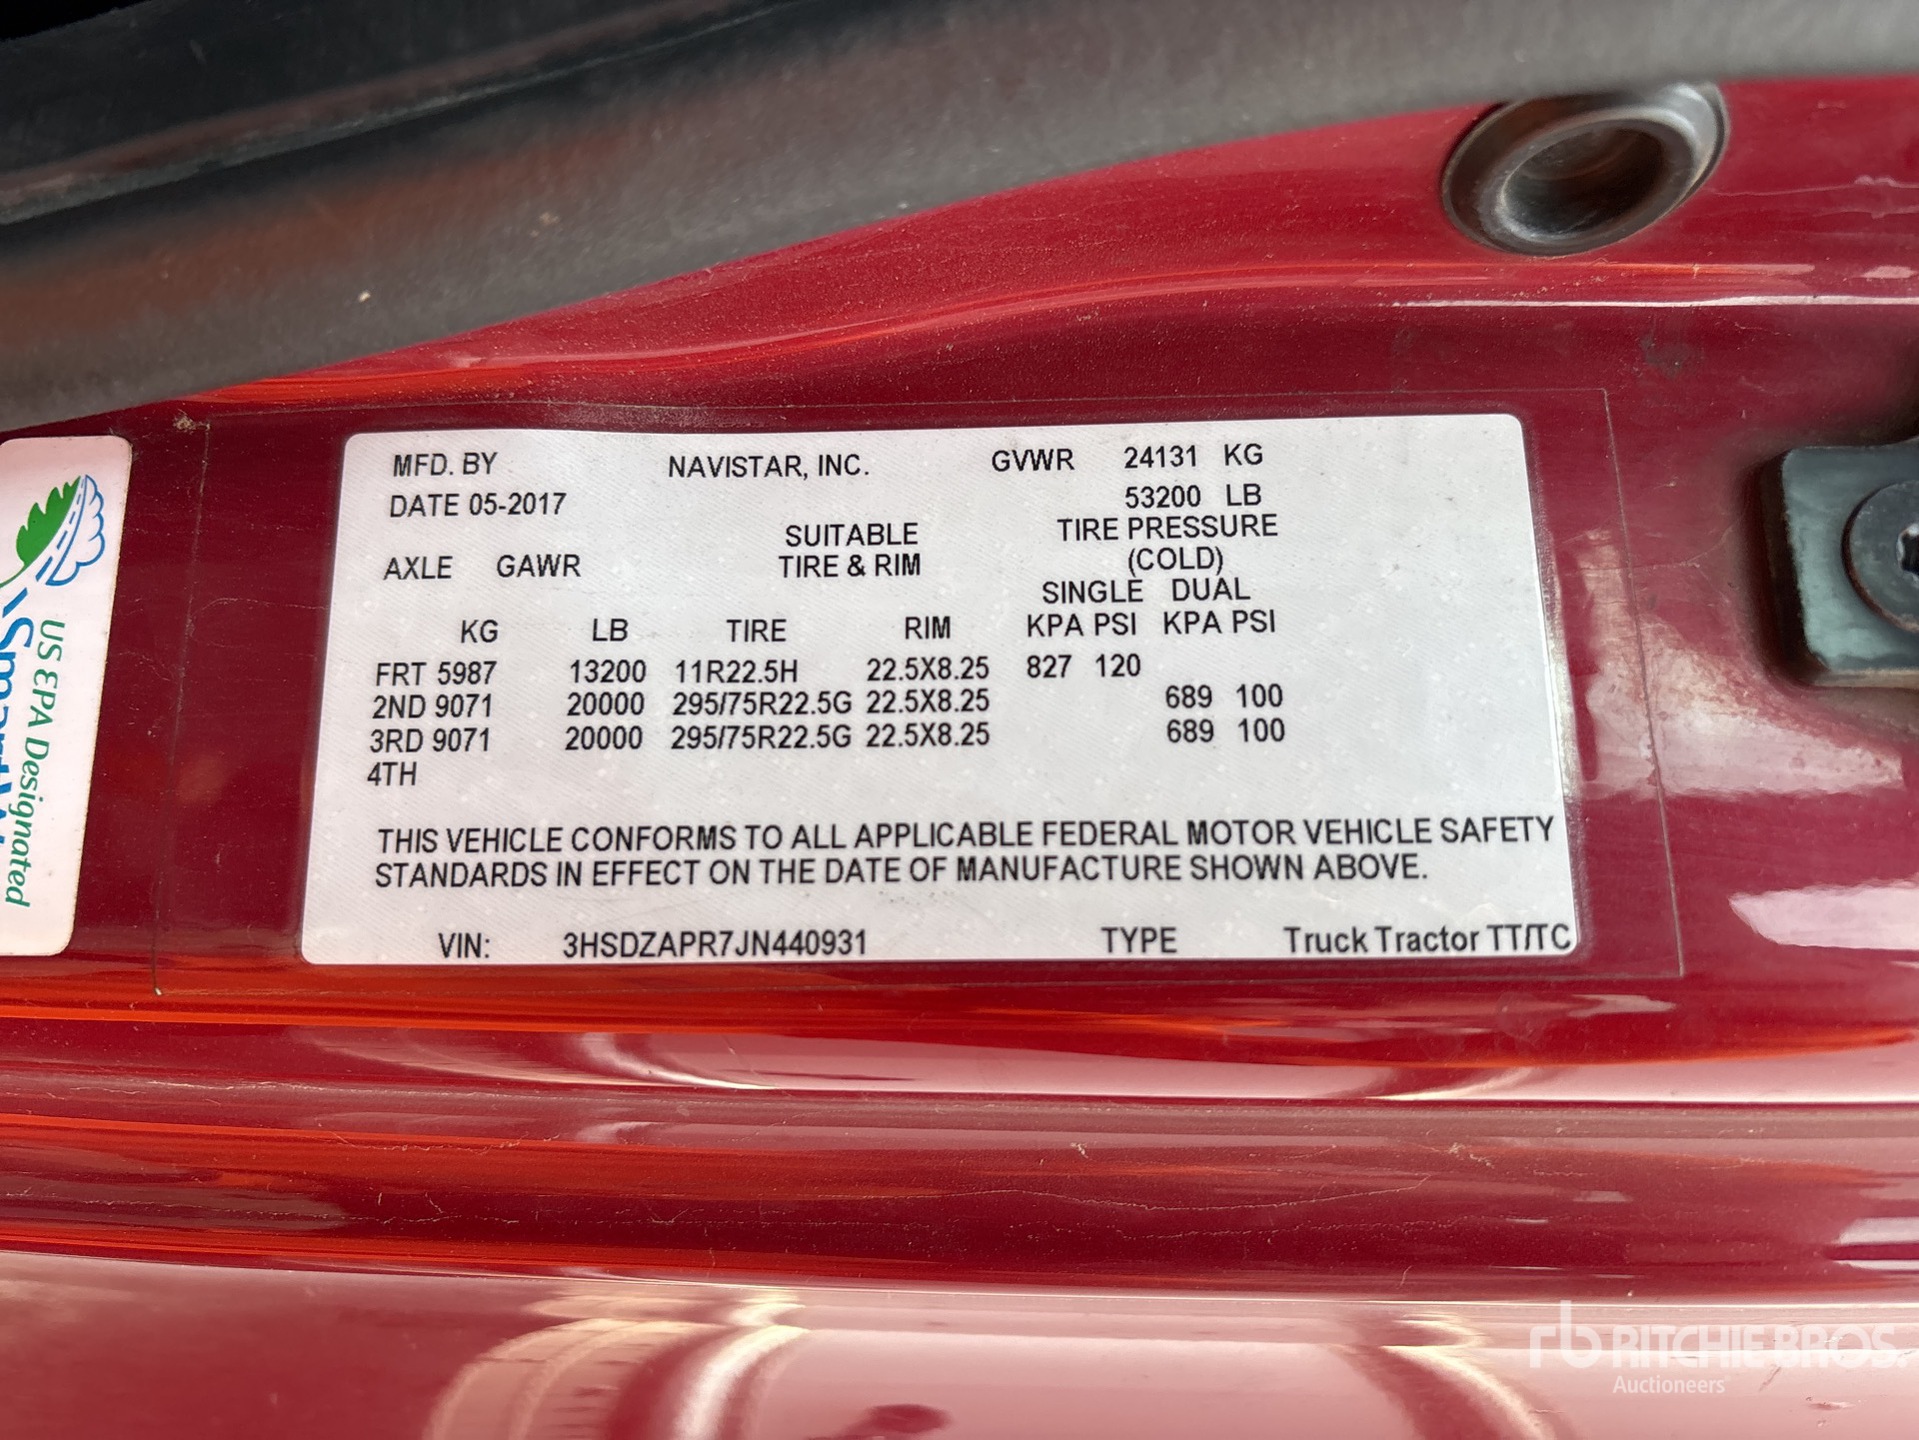 MFD. BY NAVISTAR, INC. GVWR 24131 KG
DATE 05-2017 53200 LB
SUITABLE TIRE PRESSURE
AXLE GAWR TIRE & RIM (COLD)
SINGLE DUAL
KG LB TIRE RIM KPA PSI KPA PSI
FRT 5987 13200 11R22.5H 22.5X8.25 827 120
2ND 9071 20000 295/75R22.5G 22.5X8.25 689 100
3RD 9071 20000 295/75R22.5G 22.5X8.25 689 100
4TH
THIS VEHICLE CONFORMS TO ALL APPLICABLE FEDERAL MOTOR VEHICLE SAFETY
STANDARDS IN EFFECT ON THE DATE OF MANUFACTURE SHOWN ABOVE.
VIN: 3HSDZAPR7JN440931 TYPE Truck Tractor TT/TC
US EPA Designated
rb RITCHIE BROS.
Auctioneers